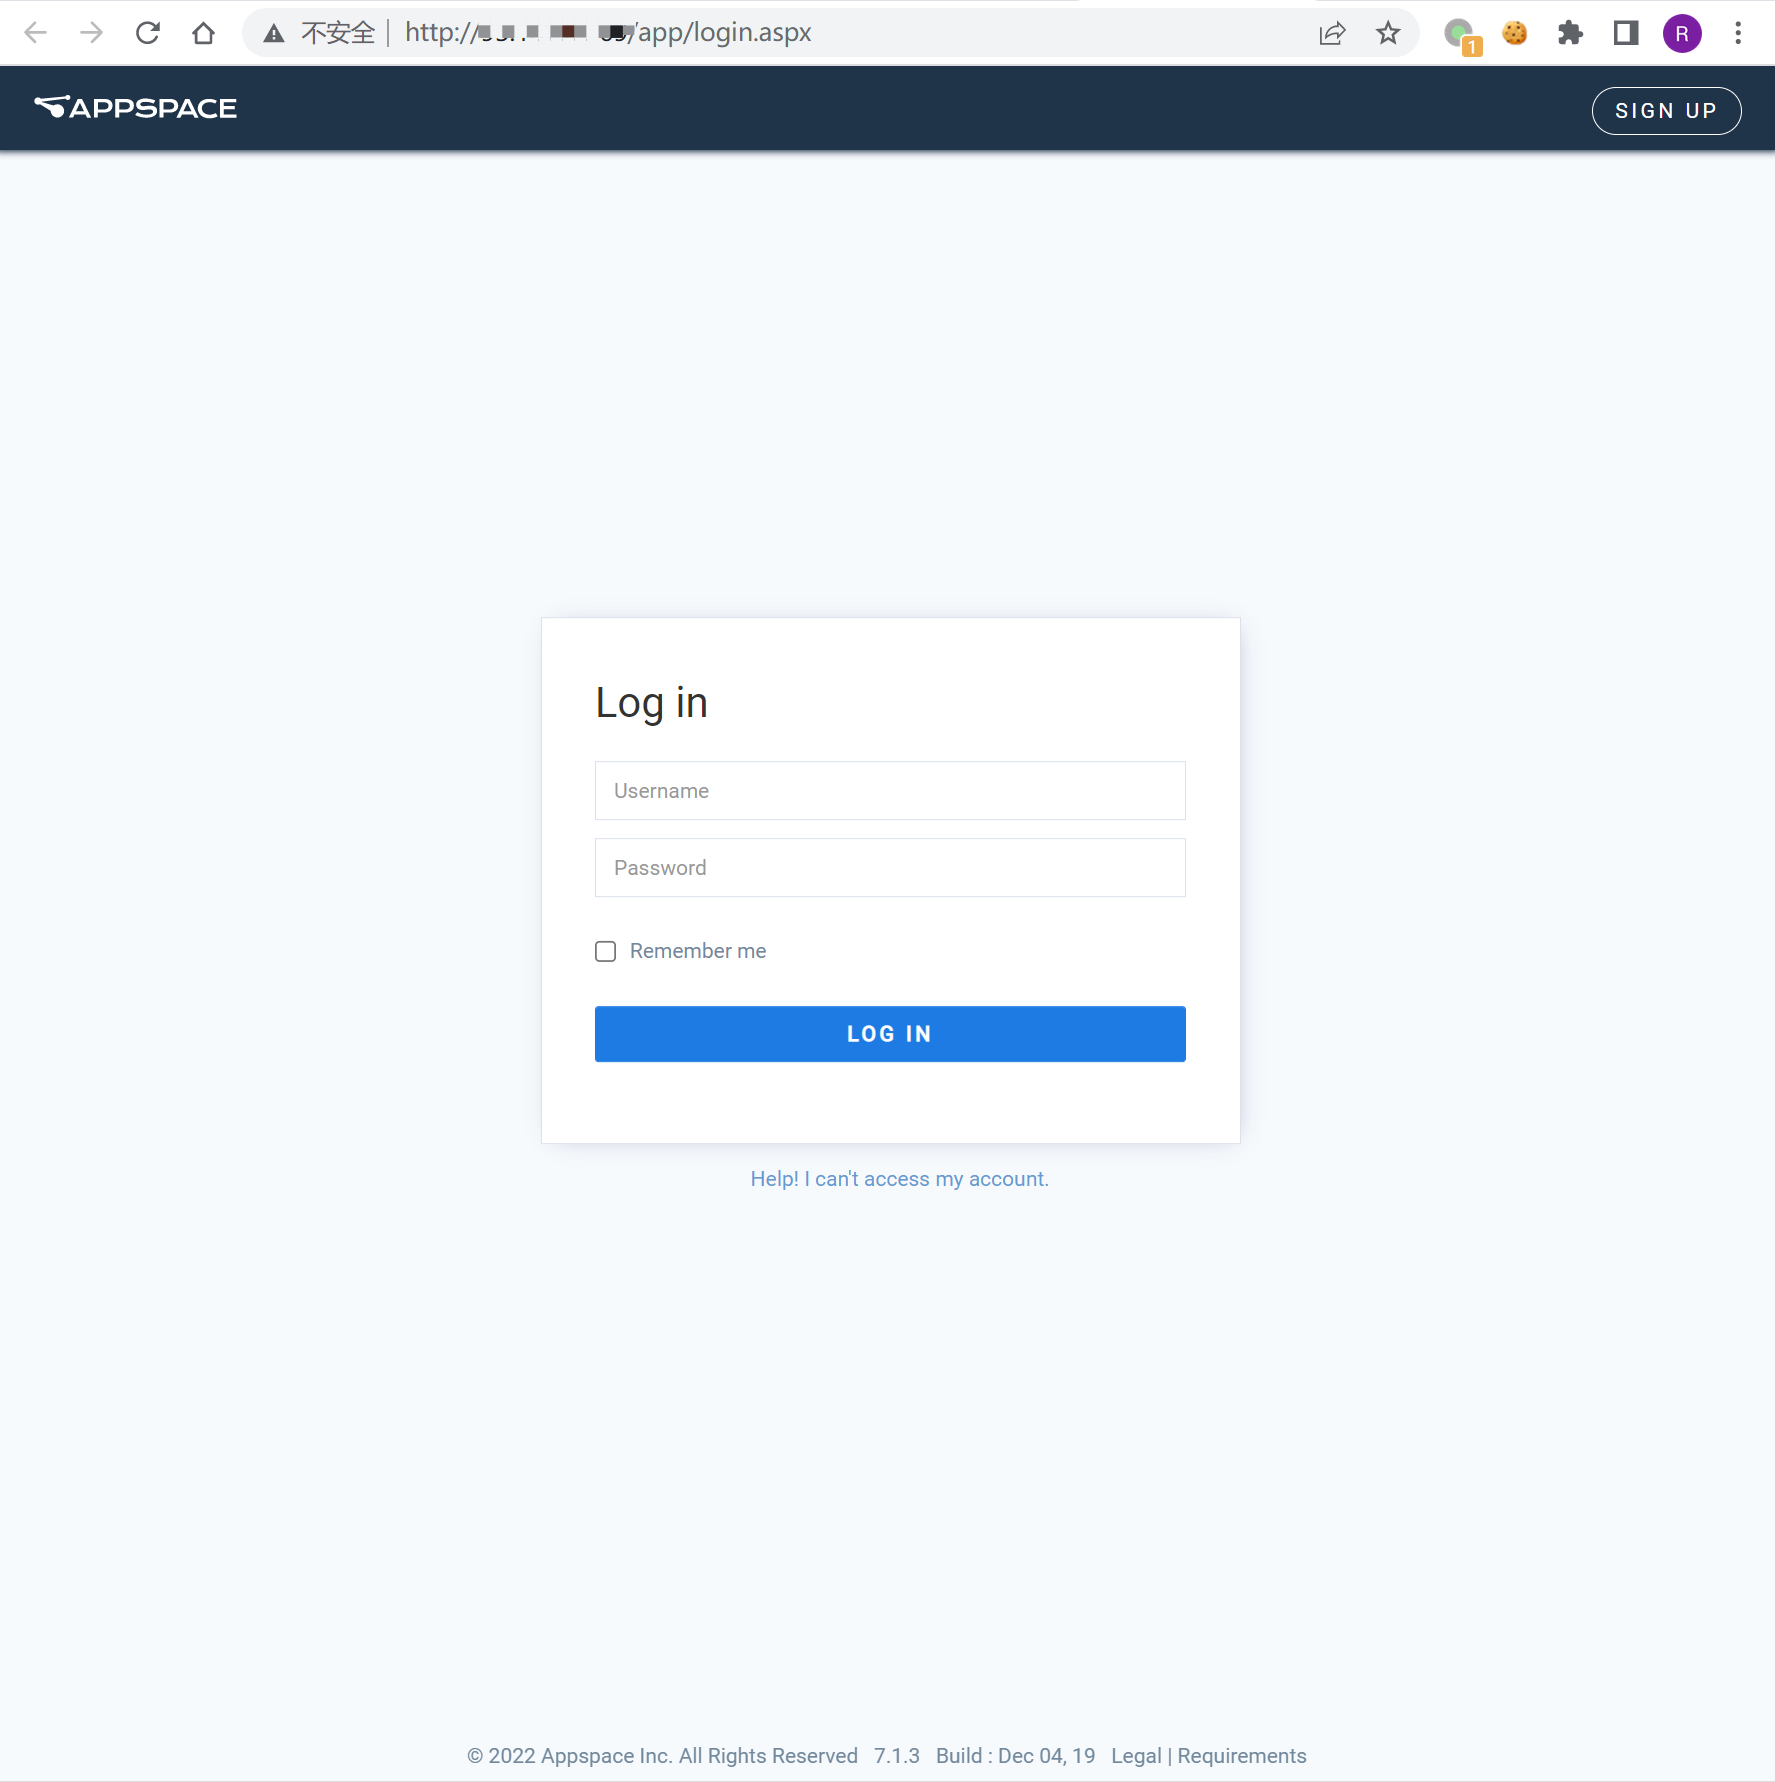 不安全 http:// /app/login.aspx
1
R
APPSPACE
SIGN UP
Log in
Username
Password
Remember me
LOG IN
Help! I can't access my account.
© 2022 Appspace Inc. All Rights Reserved 7.1.3 Build : Dec 04, 19 Legal | Requirements